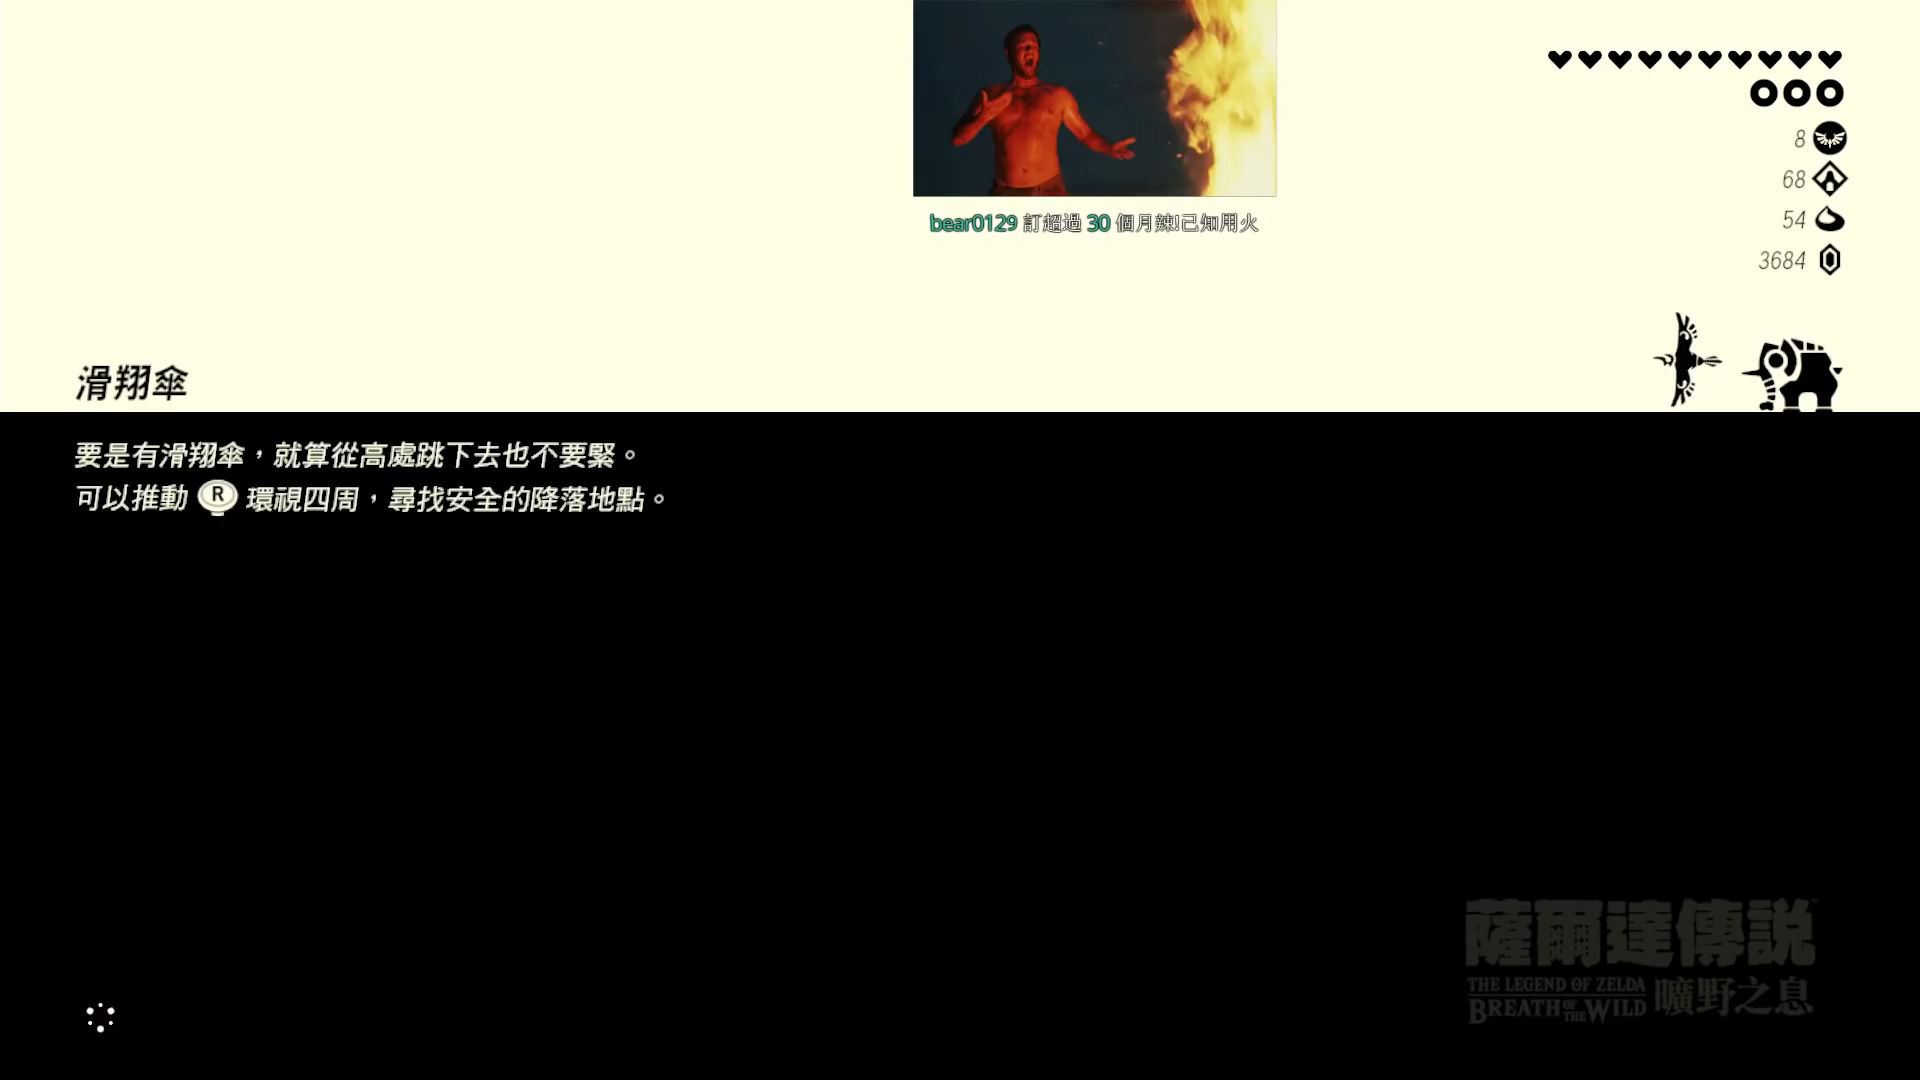 bear0129 訂超過 30 個月辣!已知用火
8
68
54
3684
滑翔傘
要是有滑翔傘，就算從高處跳下去也不要緊。
可以推動 R 環視四周，尋找安全的降落地點。
薩爾達傳說
THE LEGEND OF ZELDA
BREATH OF THE WILD 曠野之息